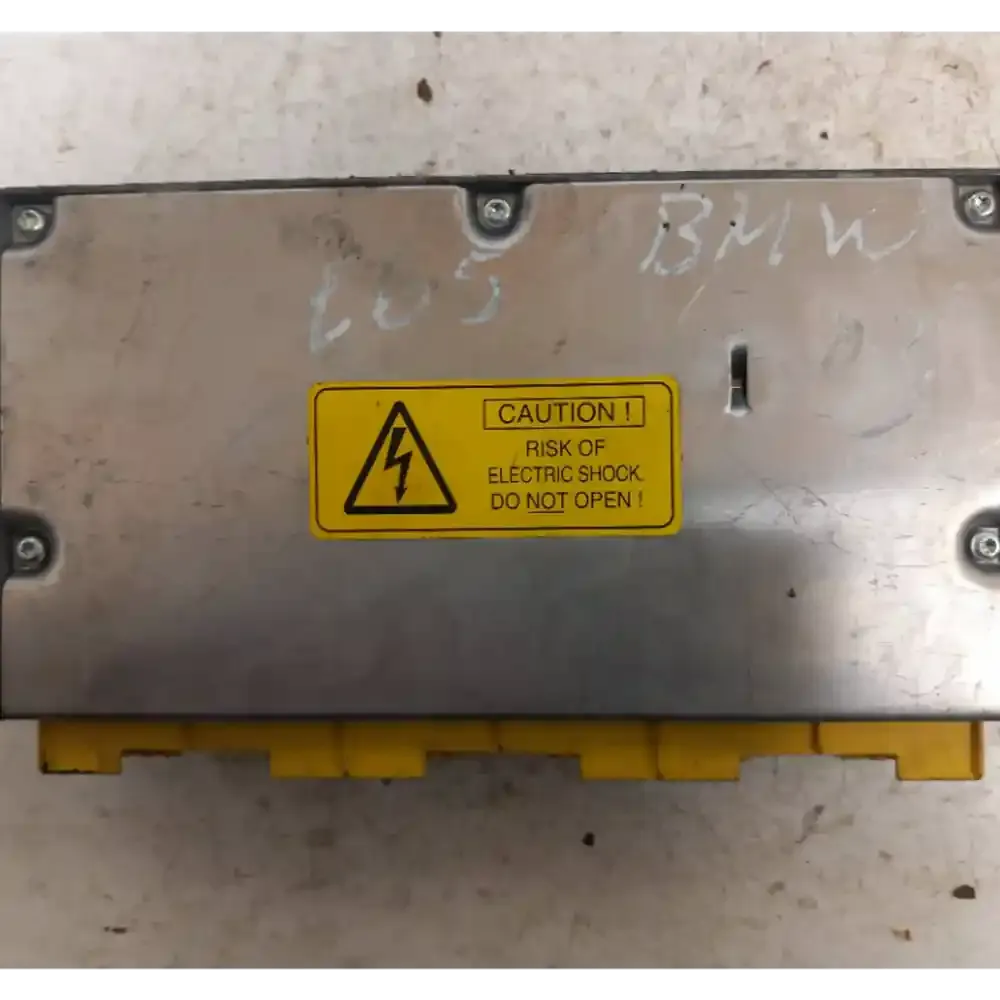 BMW
CAUTION !
RISK OF
ELECTRIC SHOCK.
DO NOT OPEN !